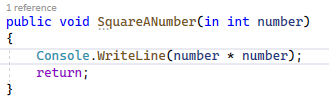 1 reference
public void SquareANumber(in int number)
{
    Console.WriteLine(number * number);
    return;
}